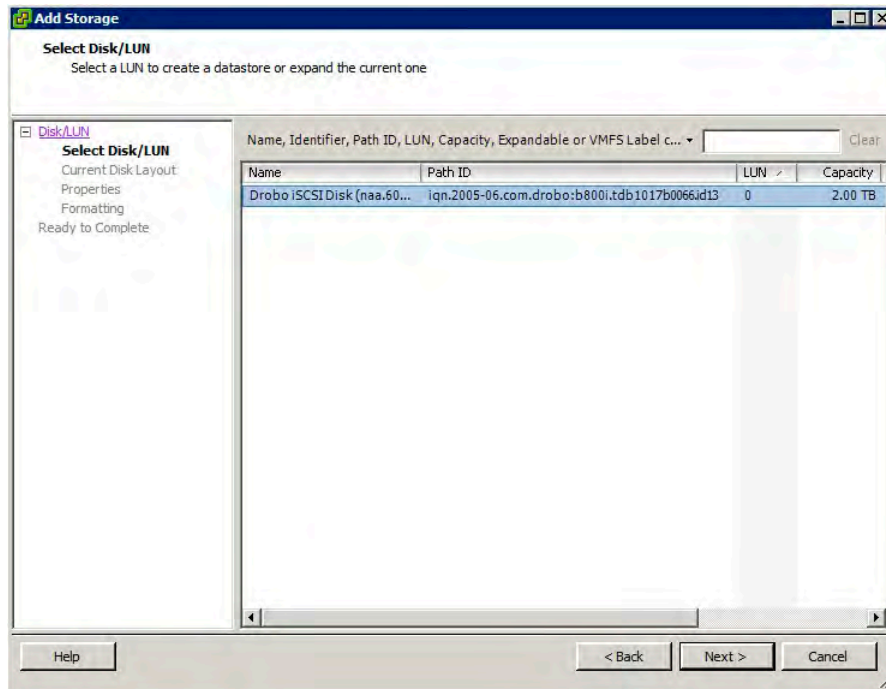 Add Storage
Select Disk/LUN
Select a LUN to create a datastore or expand the current one
Disk/LUN
Select Disk/LUN
Current Disk Layout
Properties
Formatting
Ready to Complete
Name, Identifier, Path ID, LUN, Capacity, Expandable or VMFS Label c... Clear
Name Path ID LUN Capacity
Drobo iSCSI Disk (naa.60... iqn.2005-06.com.drobo:b800i.tdb1017b0066.id13 0 2.00 TB
Help < Back Next > Cancel